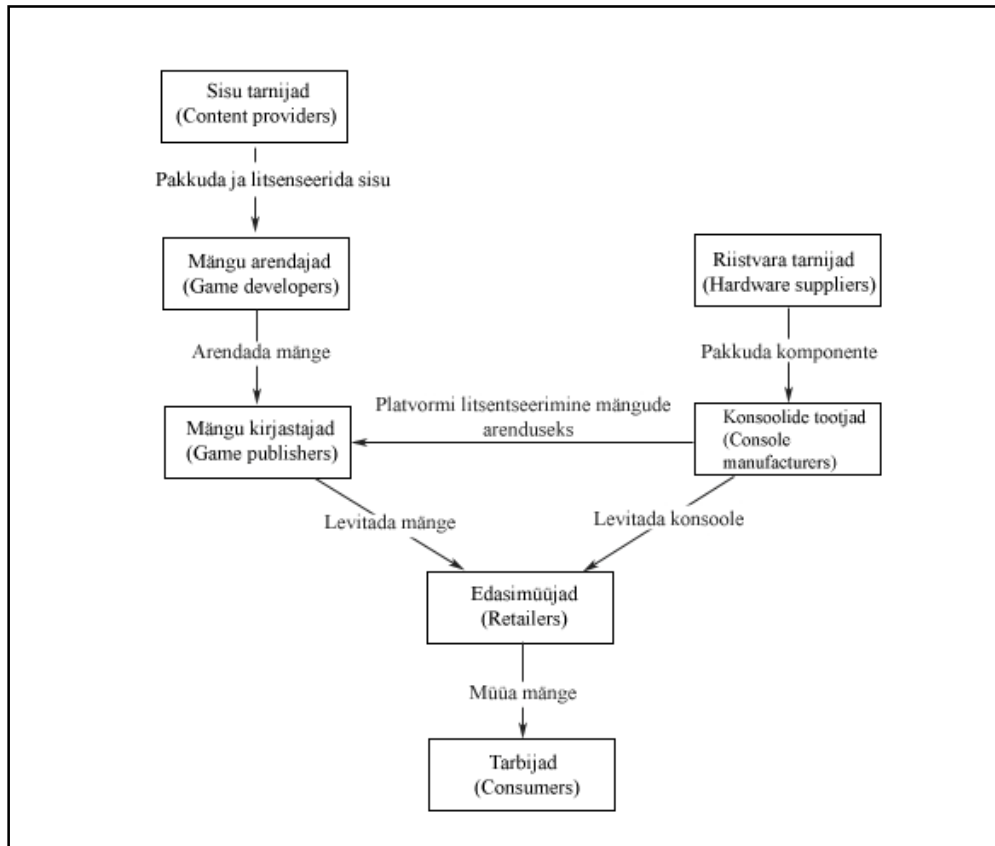 Sisu tarnijad
(Content providers)
Pakkuda ja litsenseerida sisu
Mängu arendajad
(Game developers)
Riistvara tarnijad
(Hardware suppliers)
Arendada mänge
Pakkuda komponente
Platvormi litsentseerimine mängude
arenduseks
Mängu kirjastajad
(Game publishers)
Konsoolide tootjad
(Console
manufacturers)
Levitada mänge
Levitada konsoole
Edasimüüjad
(Retailers)
Müüa mänge
Tarbijad
(Consumers)